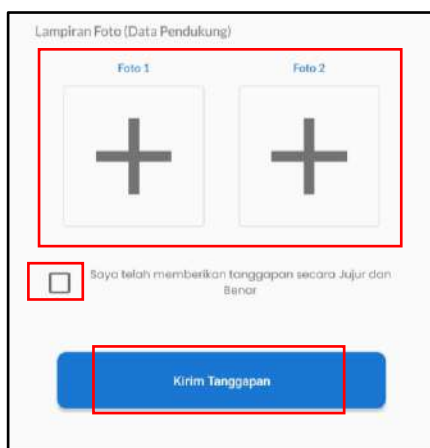 Lampiran Foto (Data Pendukung)
Foto 1 Foto 2
Saya telah memberikan tanggapan secara Jujur dan
Benar
Kirim Tanggapan